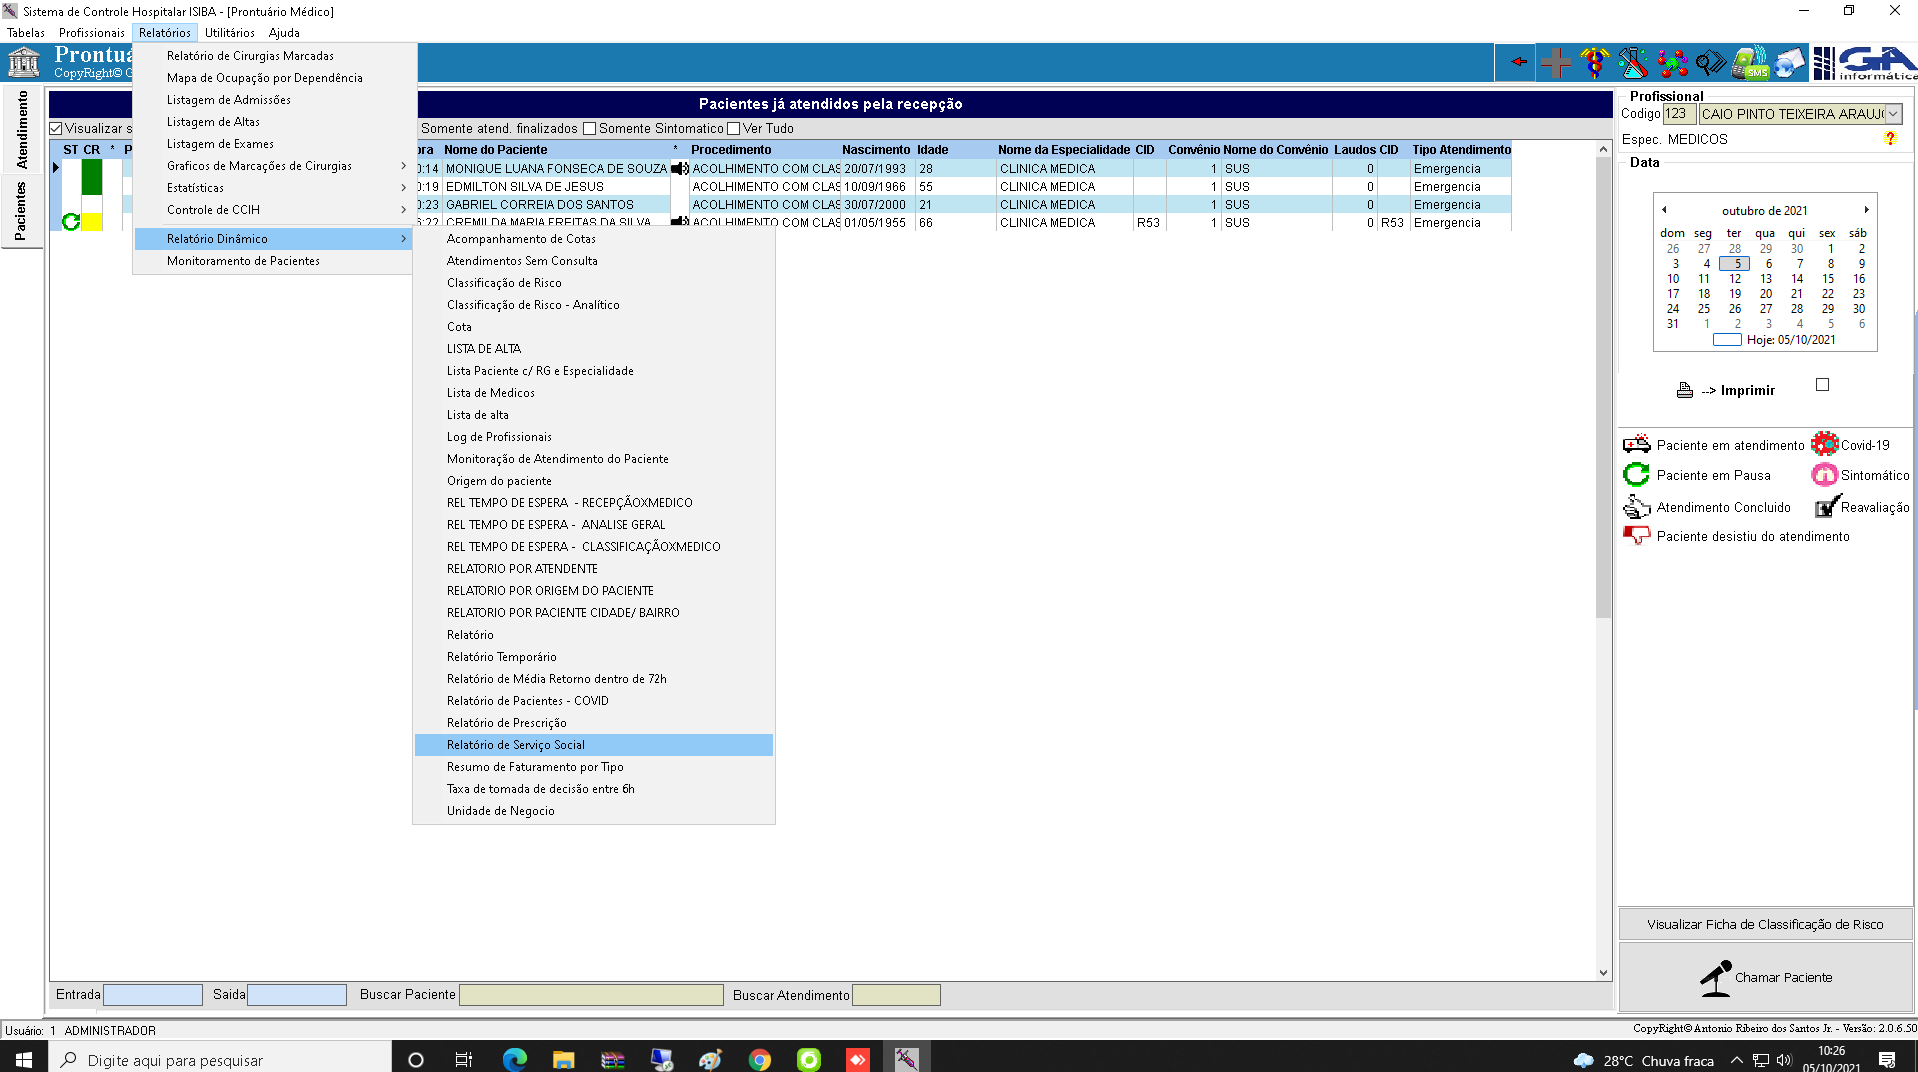 Sistema de Controle Hospitalar ISIBA - [Prontuário Médico]
Tabelas Profissionais Relatórios Utilitários Ajuda
Prontuá
CopyRight© G
GA
informática
SMS
Relatório de Cirurgias Marcadas
Mapa de Ocupação por Dependência
Listagem de Admissões
Listagem de Altas
Listagem de Exames
Graficos de Marcações de Cirurgias
Estatísticas
Controle de CCIH
Relatório Dinâmico
Monitoramento de Pacientes
Atendimento
Pacientes
Pacientes já atendidos pela recepção
Visualizar s Somente atend. finalizados Somente Sintomatico Ver Tudo
ST CR * P ora Nome do Paciente * Procedimento Nascimento Idade Nome da Especialidade CID Convênio Nome do Convênio Laudos CID Tipo Atendimento
0:14 MONIQUE LUANA FONSECA DE SOUZA ACOLHIMENTO COM CLAS 20/07/1993 28 CLINICA MEDICA 1 SUS 0 Emergencia
0:19 EDMILTON SILVA DE JESUS ACOLHIMENTO COM CLAS 10/09/1966 55 CLINICA MEDICA 1 SUS 0 Emergencia
0:23 GABRIEL CORREIA DOS SANTOS ACOLHIMENTO COM CLAS 30/07/2000 21 CLINICA MEDICA 1 SUS 0 Emergencia
6:22 CREMILDA MARIA FREITAS DA SILVA ACOLHIMENTO COM CLAS 01/05/1955 66 CLINICA MEDICA R53 1 SUS 0 R53 Emergencia
Acompanhamento de Cotas
Atendimentos Sem Consulta
Classificação de Risco
Classificação de Risco - Analítico
Cota
LISTA DE ALTA
Lista Paciente c/ RG e Especialidade
Lista de Medicos
Lista de alta
Log de Profissionais
Monitoração de Atendimento do Paciente
Origem do paciente
REL TEMPO DE ESPERA - RECEPÇÃOXMEDICO
REL TEMPO DE ESPERA - ANALISE GERAL
REL TEMPO DE ESPERA - CLASSIFICAÇÃOXMEDICO
RELATORIO POR ATENDENTE
RELATORIO POR ORIGEM DO PACIENTE
RELATORIO POR PACIENTE CIDADE/ BAIRRO
Relatório
Relatório Temporário
Relatório de Média Retorno dentro de 72h
Relatório de Pacientes - COVID
Relatório de Prescrição
Relatório de Serviço Social
Resumo de Faturamento por Tipo
Taxa de tomada de decisão entre 6h
Unidade de Negocio
Profissional
Codigo 123 CAIO PINTO TEIXEIRA ARAUJO
Espec. MEDICOS ?
Data
outubro de 2021
dom seg ter qua qui sex sáb
26 27 28 29 30 1 2
3 4 5 6 7 8 9
10 11 12 13 14 15 16
17 18 19 20 21 22 23
24 25 26 27 28 29 30
31 1 2 3 4 5 6
Hoje: 05/10/2021
--> Imprimir
Paciente em atendimento Covid-19
Paciente em Pausa Sintomático
Atendimento Concluido Reavaliação
Paciente desistiu do atendimento
Visualizar Ficha de Classificação de Risco
Chamar Paciente
Entrada Saida Buscar Paciente Buscar Atendimento
Usuário: 1 ADMINISTRADOR
CopyRight© Antonio Ribeiro dos Santos Jr. - Versão: 2.0.6.50
Digite aqui para pesquisar
28°C Chuva fraca
10:26
05/10/2021